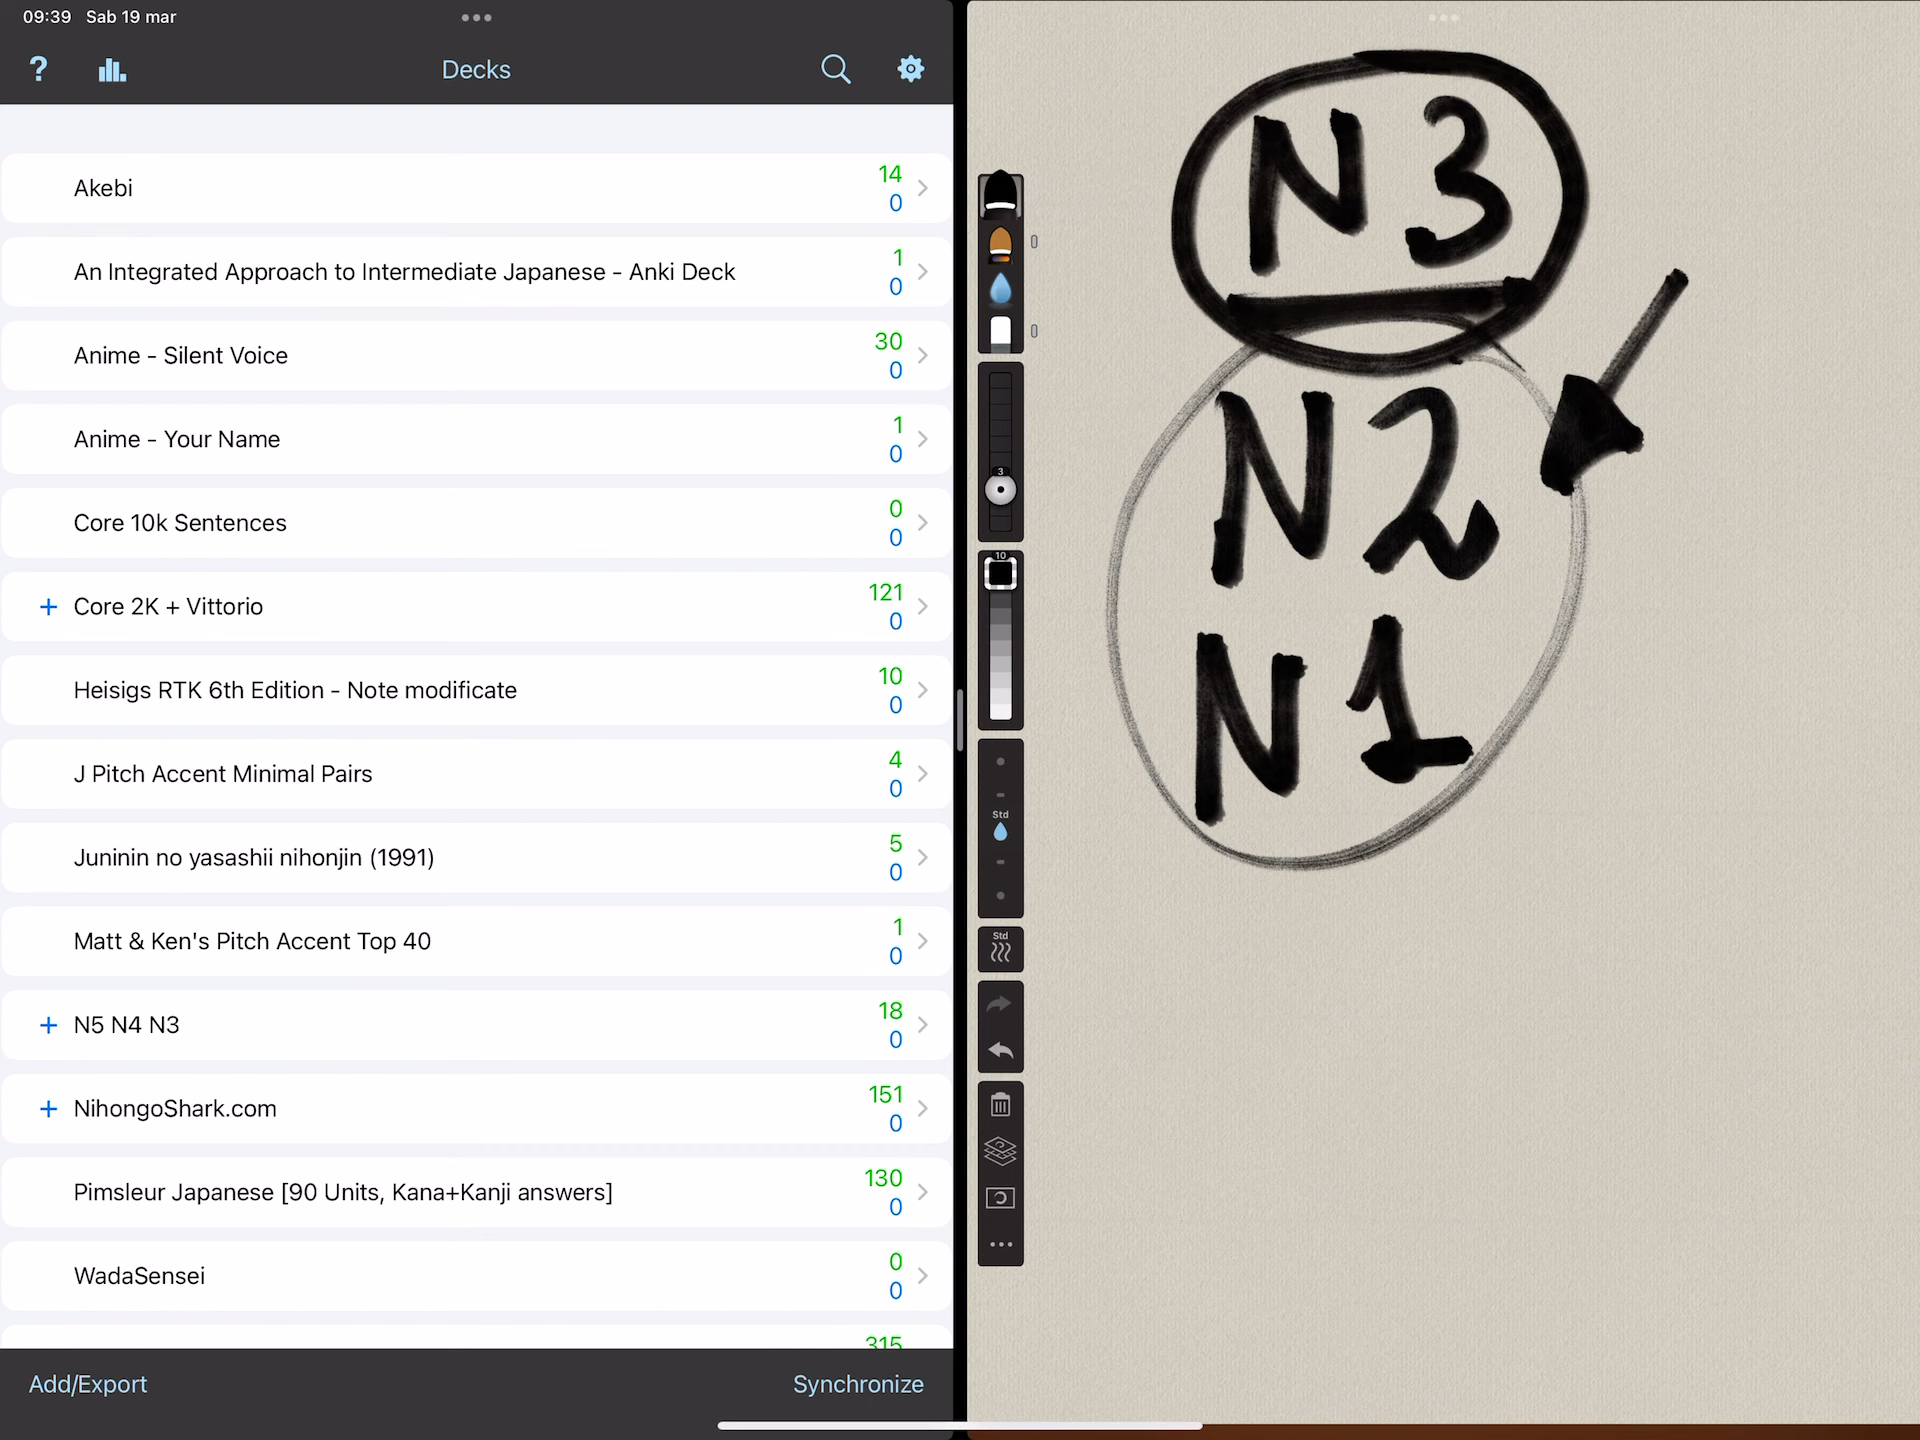 09:39 Sab 19 mar
Decks
Akebi
14
0
An Integrated Approach to Intermediate Japanese - Anki Deck
1
0
Anime - Silent Voice
30
0
Anime - Your Name
1
0
Core 10k Sentences
0
0
+ Core 2K + Vittorio
121
0
Heisigs RTK 6th Edition - Note modificate
10
0
J Pitch Accent Minimal Pairs
4
0
Juninin no yasashii nihonjin (1991)
5
0
Matt & Ken's Pitch Accent Top 40
1
0
+ N5 N4 N3
18
0
+ NihongoShark.com
151
0
Pimsleur Japanese [90 Units, Kana+Kanji answers]
130
0
WadaSensei
0
0
315
Add/Export
Synchronize
3
10
Std
Std
N3
N2
N1